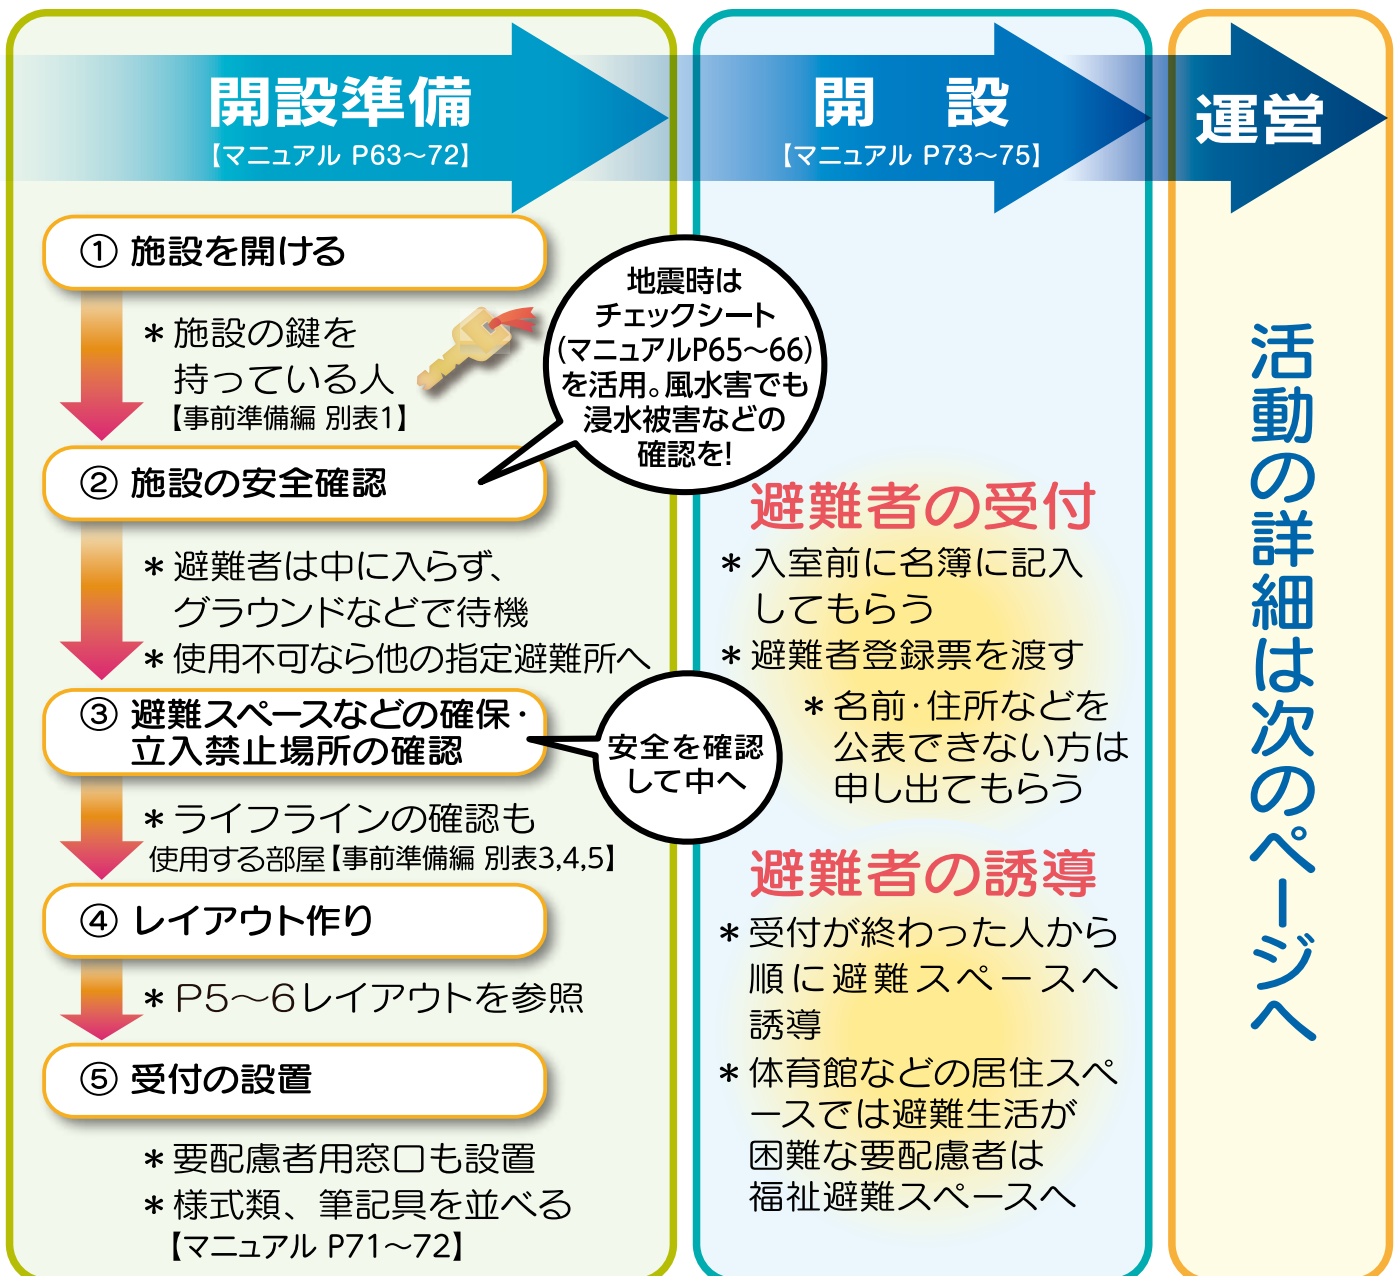 開設準備
【マニュアル P63～72】
① 施設を開ける
＊ 施設の鍵を
持っている人
【事前準備編 別表1】
② 施設の安全確認
地震時は
チェックシート
(マニュアルP65～66)
を活用。風水害でも
浸水被害などの
確認を!
＊ 避難者は中に入らず、
グラウンドなどで待機
＊ 使用不可なら他の指定避難所へ
③ 避難スペースなどの確保・
立入禁止場所の確認
安全を確認
して中へ
＊ ライフラインの確認も
使用する部屋【事前準備編 別表3,4,5】
④ レイアウト作り
＊ P5～6レイアウトを参照
⑤ 受付の設置
＊ 要配慮者用窓口も設置
＊ 様式類、筆記具を並べる
【マニュアル P71～72】
開　設
【マニュアル P73～75】
避難者の受付
＊ 入室前に名簿に記入
してもらう
＊ 避難者登録票を渡す
＊ 名前・住所などを
公表できない方は
申し出てもらう
避難者の誘導
＊ 受付が終わった人から
順に避難スペースへ
誘導
＊ 体育館などの居住スペ
ースでは避難生活が
困難な要配慮者は
福祉避難スペースへ
運営
活動の詳細は次のページへ